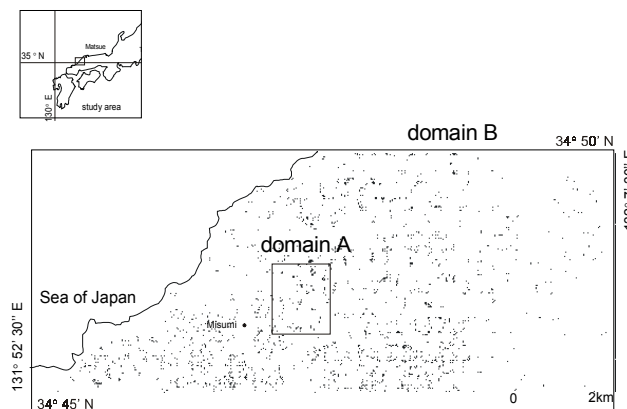 Matsue
35 ° N
130° E
study area
domain B
34° 50' N
domain A
Sea of Japan
Misumi
131° 52' 30'' E
34° 45' N
0 2km